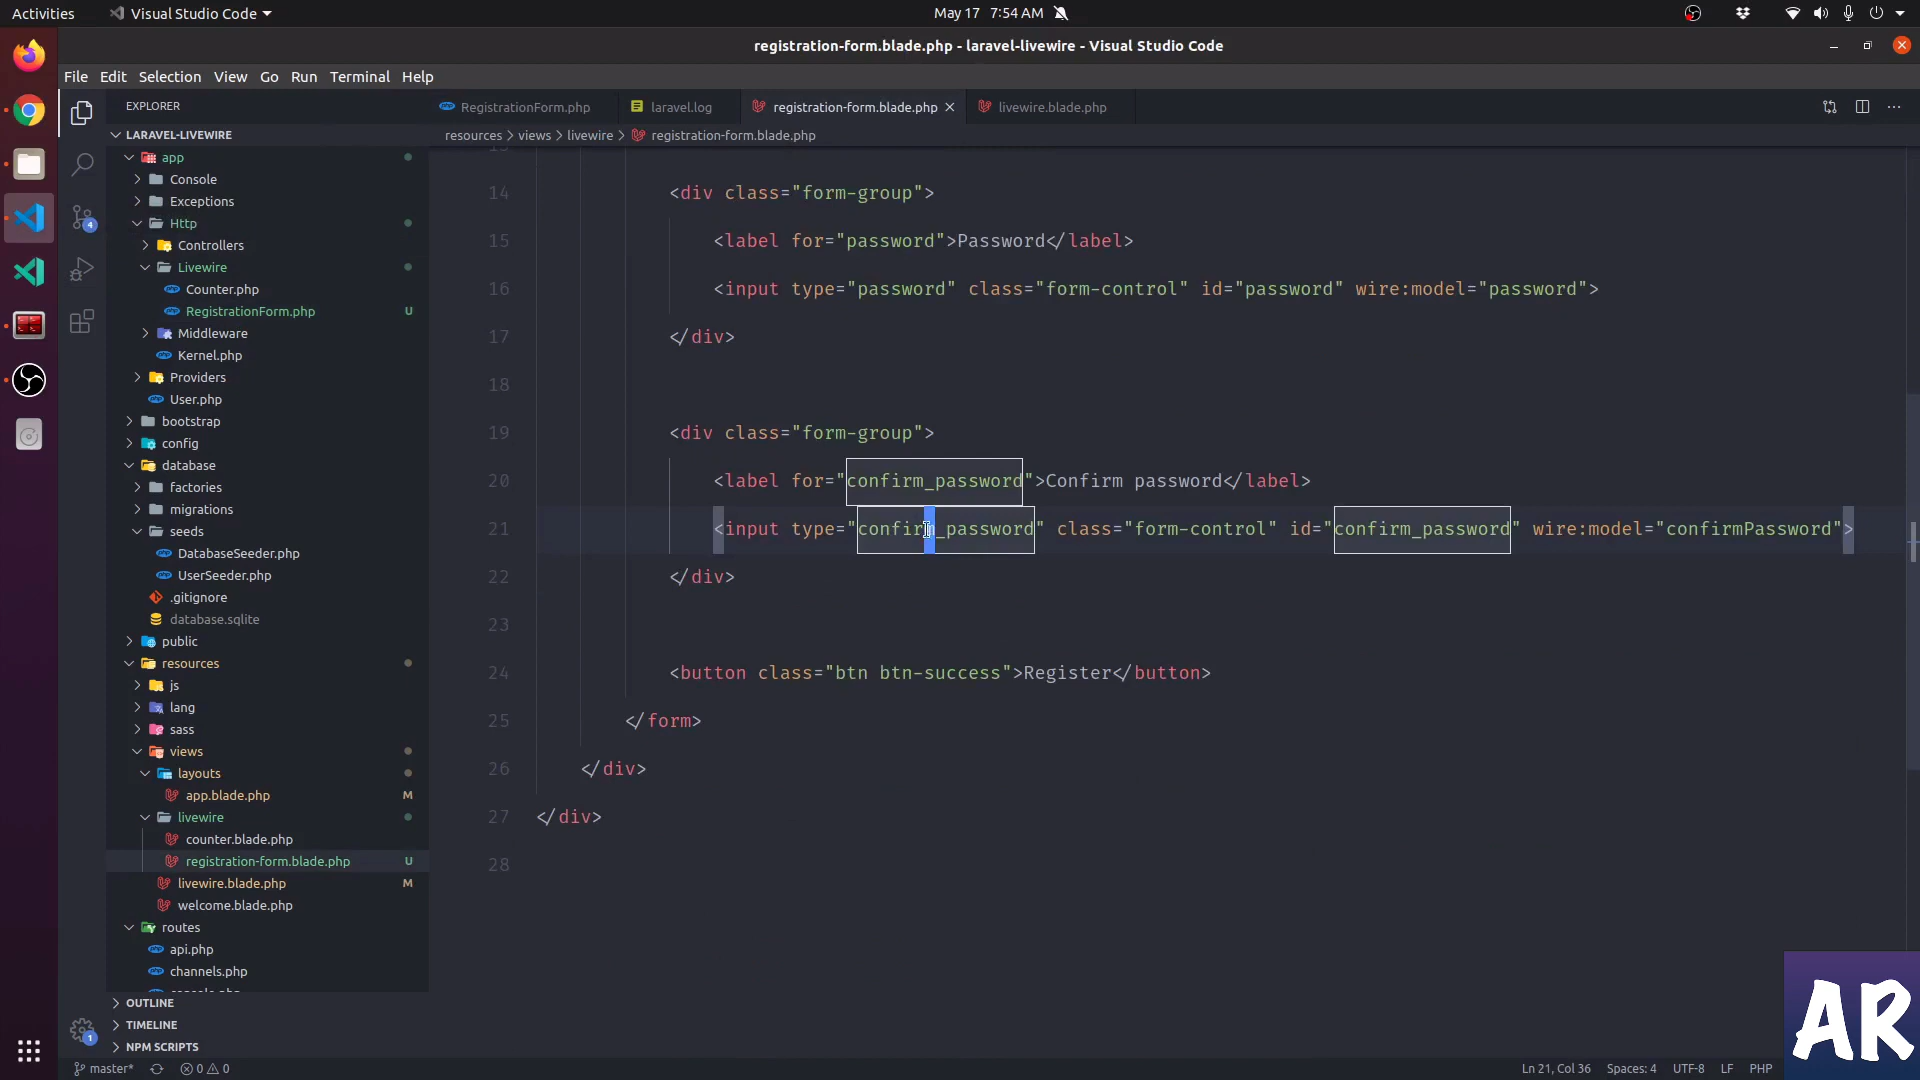 Activities
Visual Studio Code
May 17 7:54 AM
registration-form.blade.php - laravel-livewire - Visual Studio Code
File Edit Selection View Go Run Terminal Help
EXPLORER
RegistrationForm.php
laravel.log
registration-form.blade.php
livewire.blade.php
resources > views > livewire > registration-form.blade.php
LARAVEL-LIVEWIRE
app
Console
Exceptions
Http
Controllers
Livewire
Counter.php
RegistrationForm.php U
Middleware
Kernel.php
Providers
User.php
bootstrap
config
database
factories
migrations
seeds
DatabaseSeeder.php
UserSeeder.php
.gitignore
database.sqlite
public
resources
js
lang
sass
views
layouts
app.blade.php M
livewire
counter.blade.php
registration-form.blade.php U
livewire.blade.php M
welcome.blade.php
routes
api.php
channels.php
OUTLINE
TIMELINE
NPM SCRIPTS
4
1
14 <div class="form-group">
15 <label for="password">Password</label>
16 <input type="password" class="form-control" id="password" wire:model="password">
17 </div>
18
19 <div class="form-group">
20 <label for="confirm_password">Confirm password</label>
21 <input type="confirm_password" class="form-control" id="confirm_password" wire:model="confirmPassword">
22 </div>
23
24 <button class="btn btn-success">Register</button>
25 </form>
26 </div>
27 </div>
28
master* 0 0
Ln 21, Col 36 Spaces: 4 UTF-8 LF PHP
AR